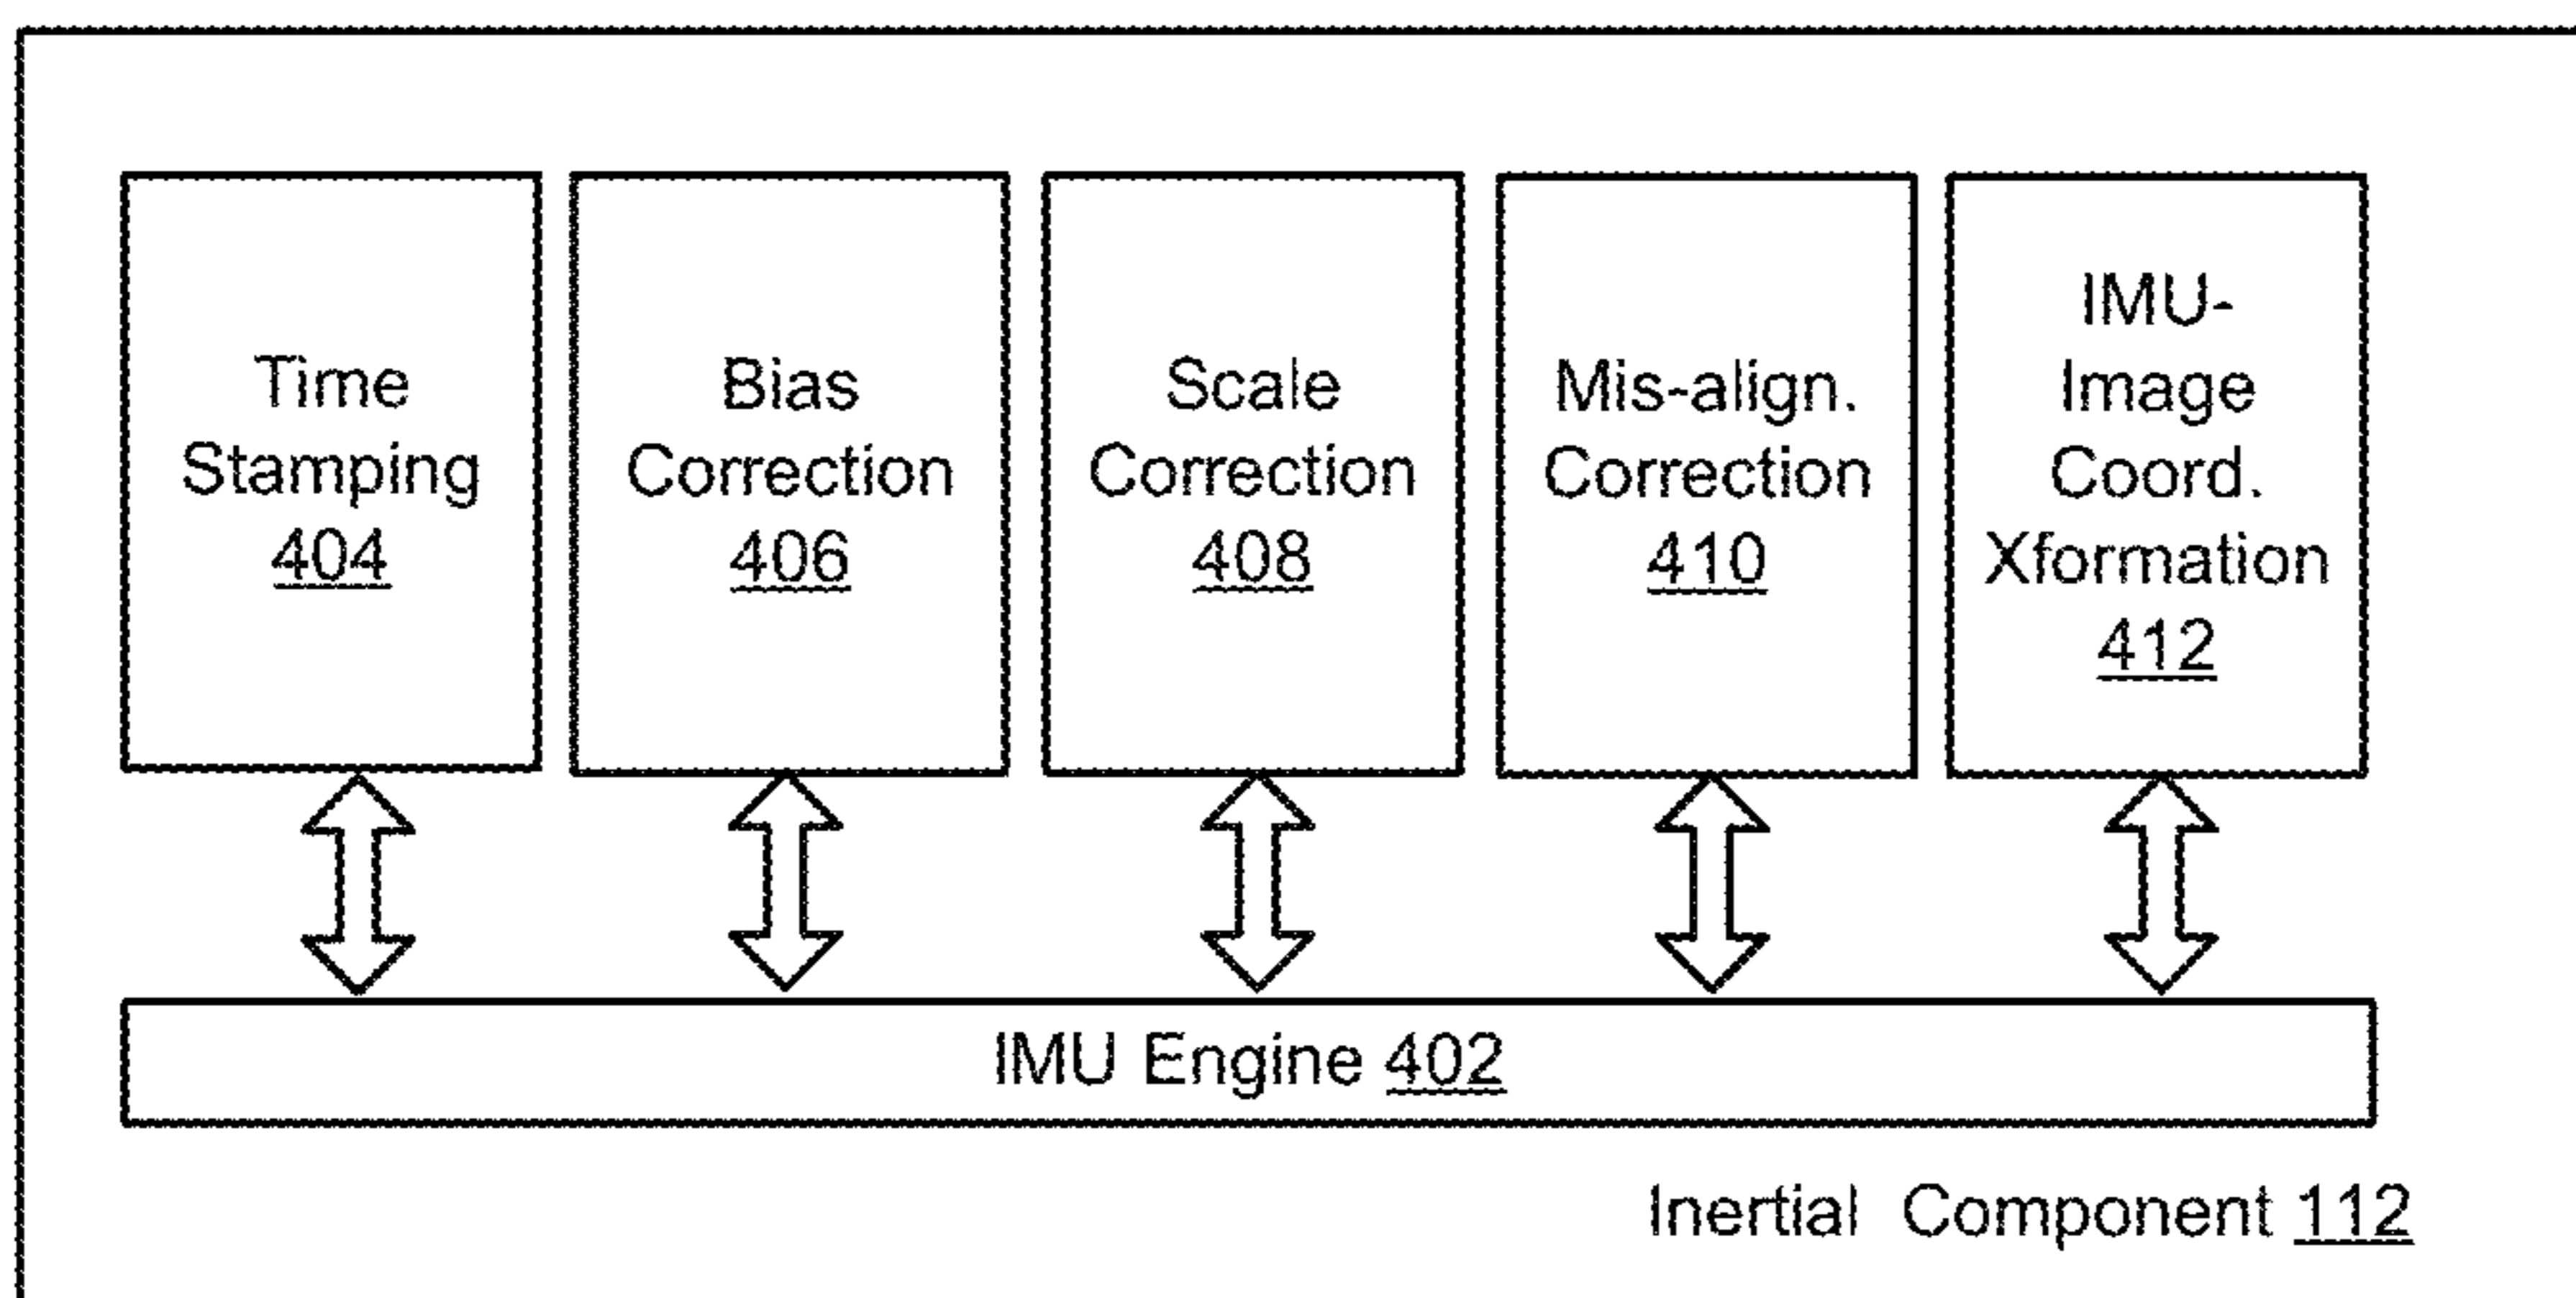 Time
Stamping
404
Bias
Correction
406
Scale
Correction
408
Mis-align.
Correction
410
IMU-
Image
Coord.
Xformation
412
IMU Engine 402
Inertial Component 112